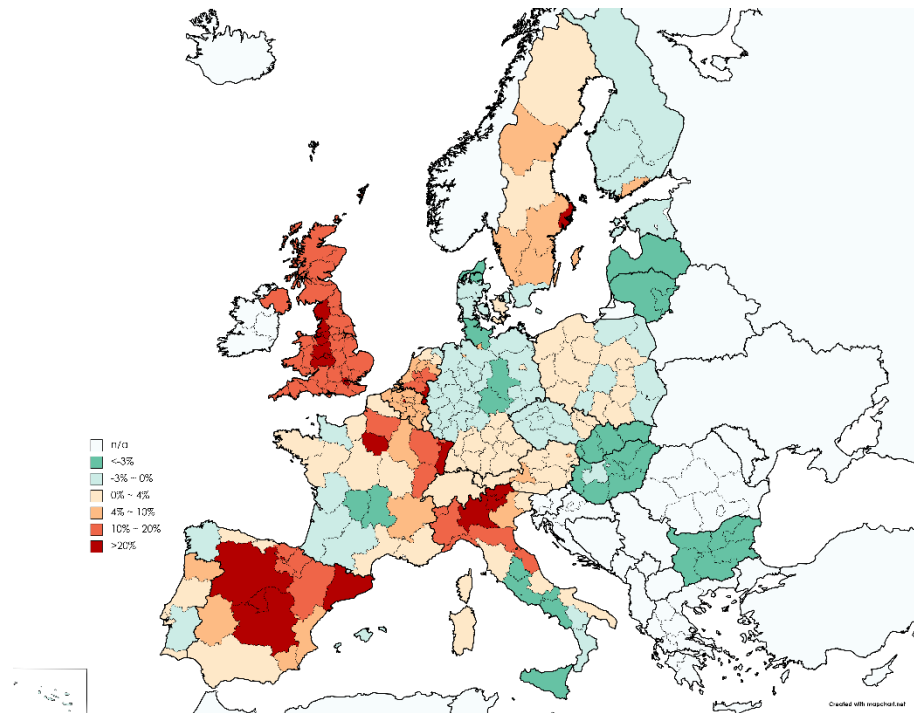 n/a
<-3%
-3% ~ 0%
0% ~ 4%
4% ~ 10%
10% ~ 20%
>20%
Created with mapchart.net